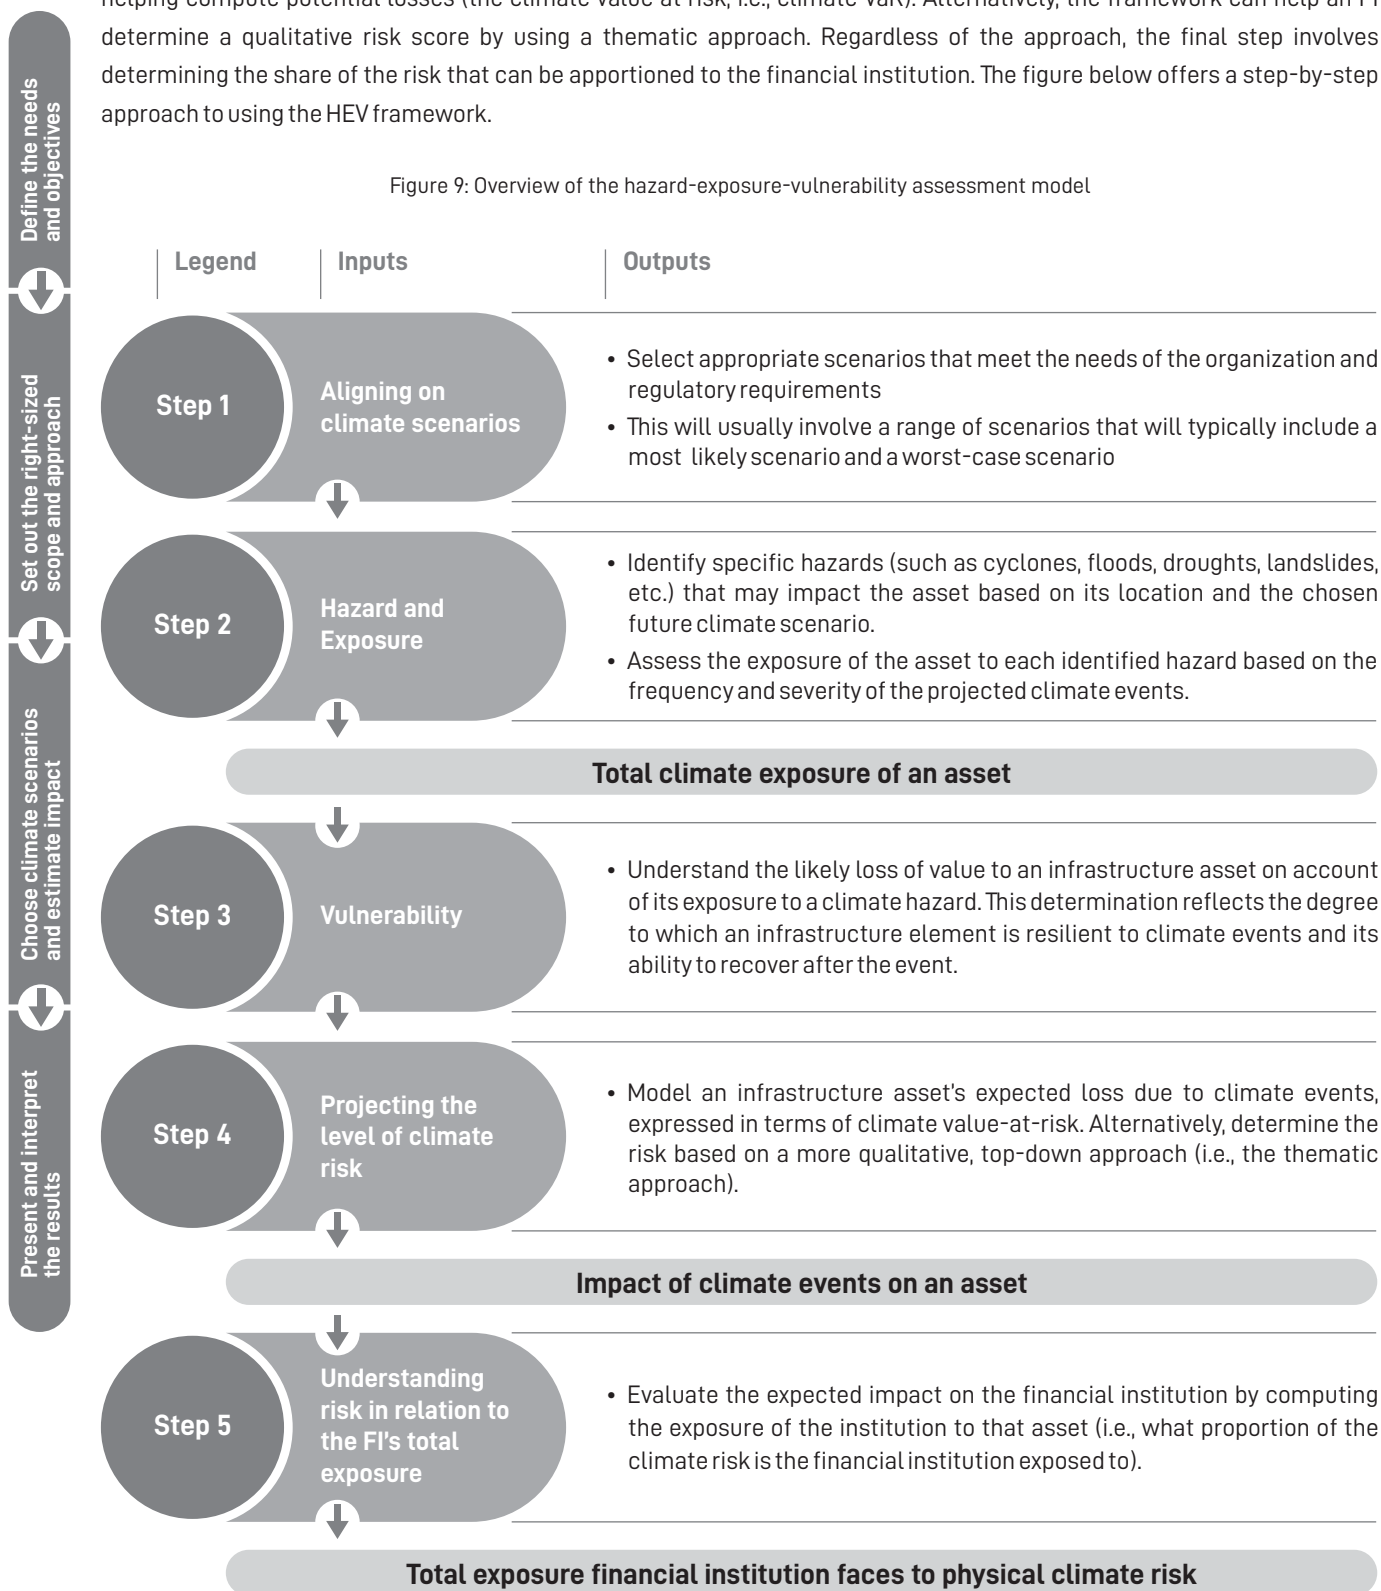 helping compute potential losses (the climate value at risk, i.e., climate VaR). Alternatively, the framework can help an FI
determine a qualitative risk score by using a thematic approach. Regardless of the approach, the final step involves
determining the share of the risk that can be apportioned to the financial institution. The figure below offers a step-by-step
approach to using the HEV framework.
Figure 9: Overview of the hazard-exposure-vulnerability assessment model
Define the needs
and objectives
Set out the right-sized
scope and approach
Choose climate scenarios
and estimate impact
Present and interpret
the results
Legend
Inputs
Outputs
Step 1
Aligning on
climate scenarios
• Select appropriate scenarios that meet the needs of the organization and
regulatory requirements
• This will usually involve a range of scenarios that will typically include a
most likely scenario and a worst-case scenario
Step 2
Hazard and
Exposure
• Identify specific hazards (such as cyclones, floods, droughts, landslides,
etc.) that may impact the asset based on its location and the chosen
future climate scenario.
• Assess the exposure of the asset to each identified hazard based on the
frequency and severity of the projected climate events.
Total climate exposure of an asset
Step 3
Vulnerability
• Understand the likely loss of value to an infrastructure asset on account
of its exposure to a climate hazard. This determination reflects the degree
to which an infrastructure element is resilient to climate events and its
ability to recover after the event.
Step 4
Projecting the
level of climate
risk
• Model an infrastructure asset's expected loss due to climate events,
expressed in terms of climate value-at-risk. Alternatively, determine the
risk based on a more qualitative, top-down approach (i.e., the thematic
approach).
Impact of climate events on an asset
Step 5
Understanding
risk in relation to
the FI's total
exposure
• Evaluate the expected impact on the financial institution by computing
the exposure of the institution to that asset (i.e., what proportion of the
climate risk is the financial institution exposed to).
Total exposure financial institution faces to physical climate risk